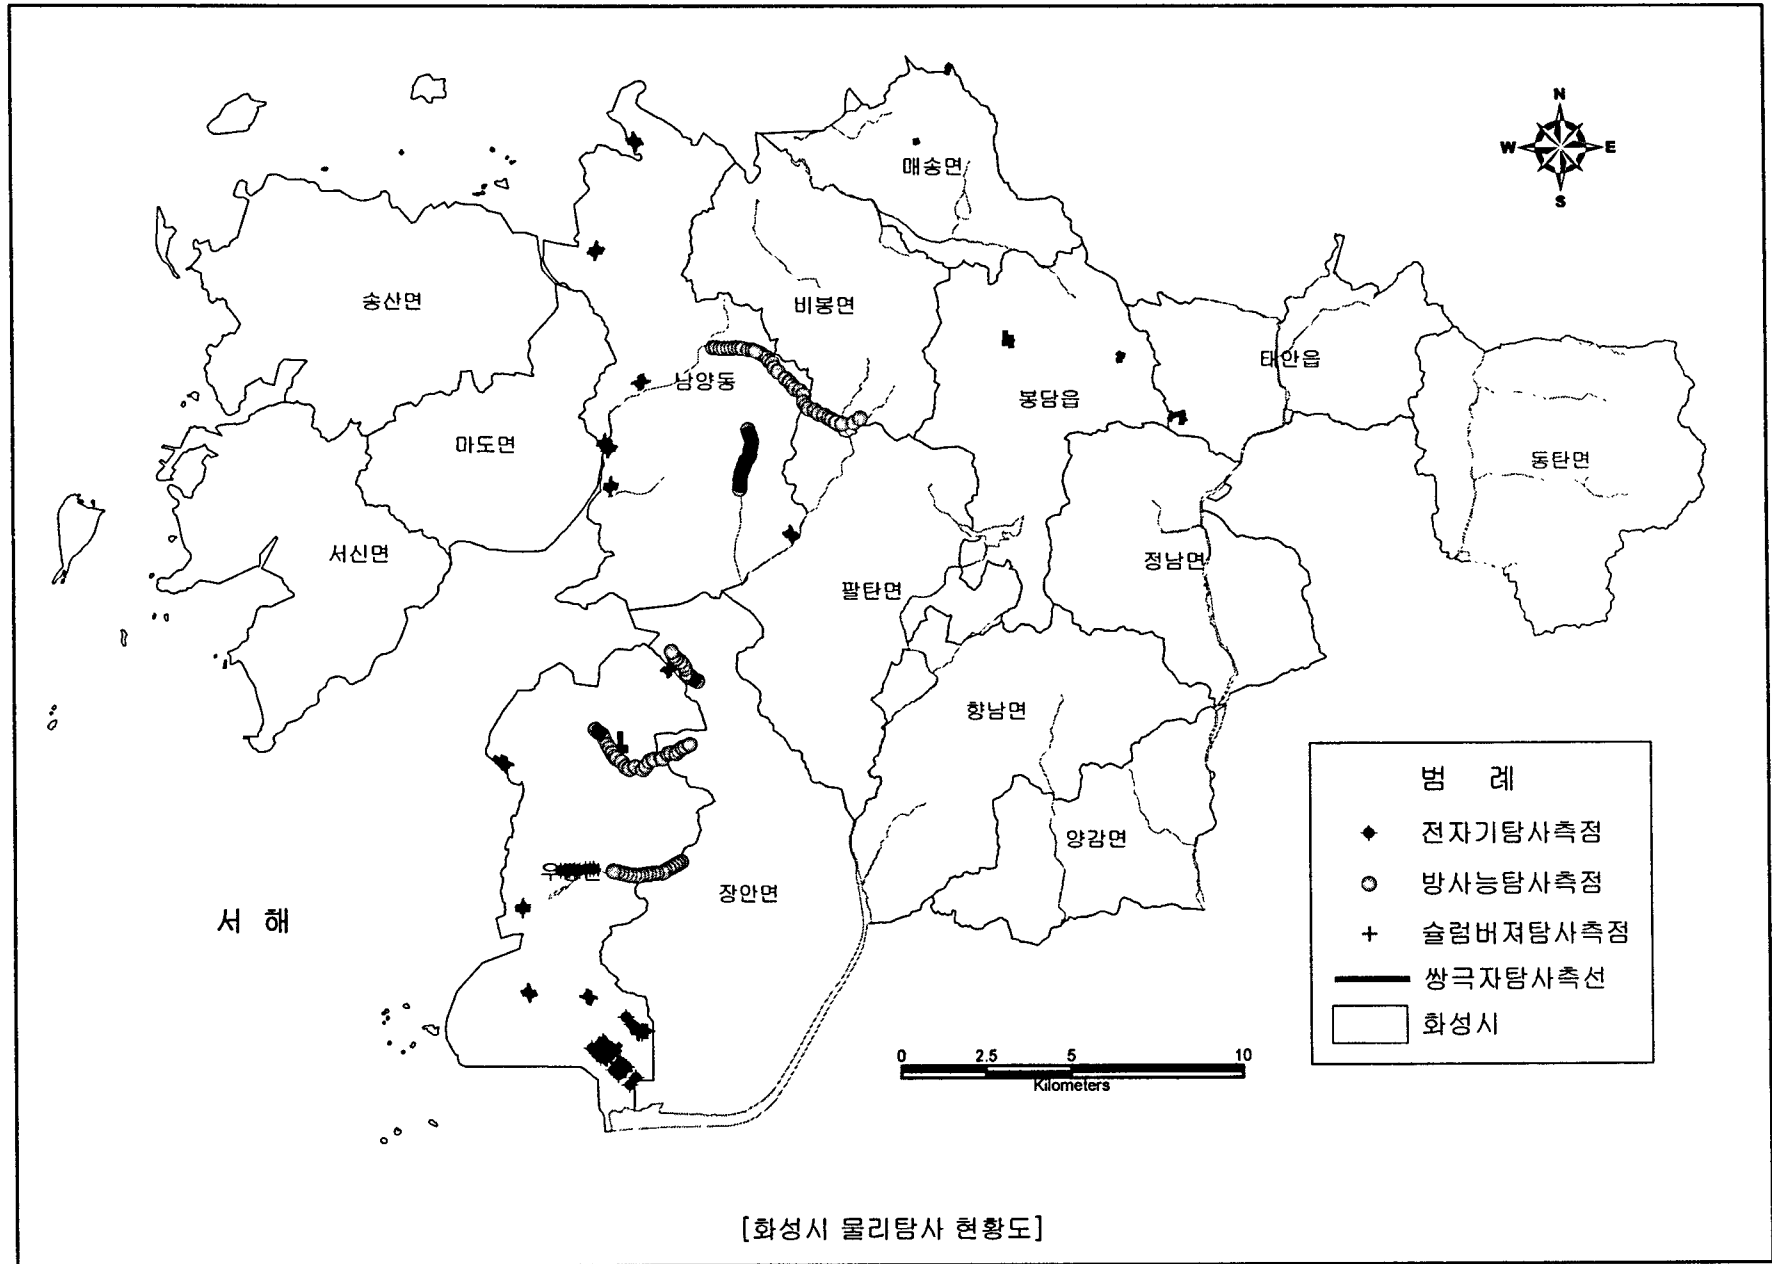 N
W E
S
매송면
송산면
비봉면
태안읍
남양동
봉담읍
마도면
동탄면
서신면
정남면
팔탄면
향남면
범 례
전자기탐사측점
양감면
방사능탐사측점
장안면
서 해
슐럼버져탐사측점
쌍극자탐사측선
화성시
0 2.5 5 10
Kilometers
[화성시 물리탐사 현황도]